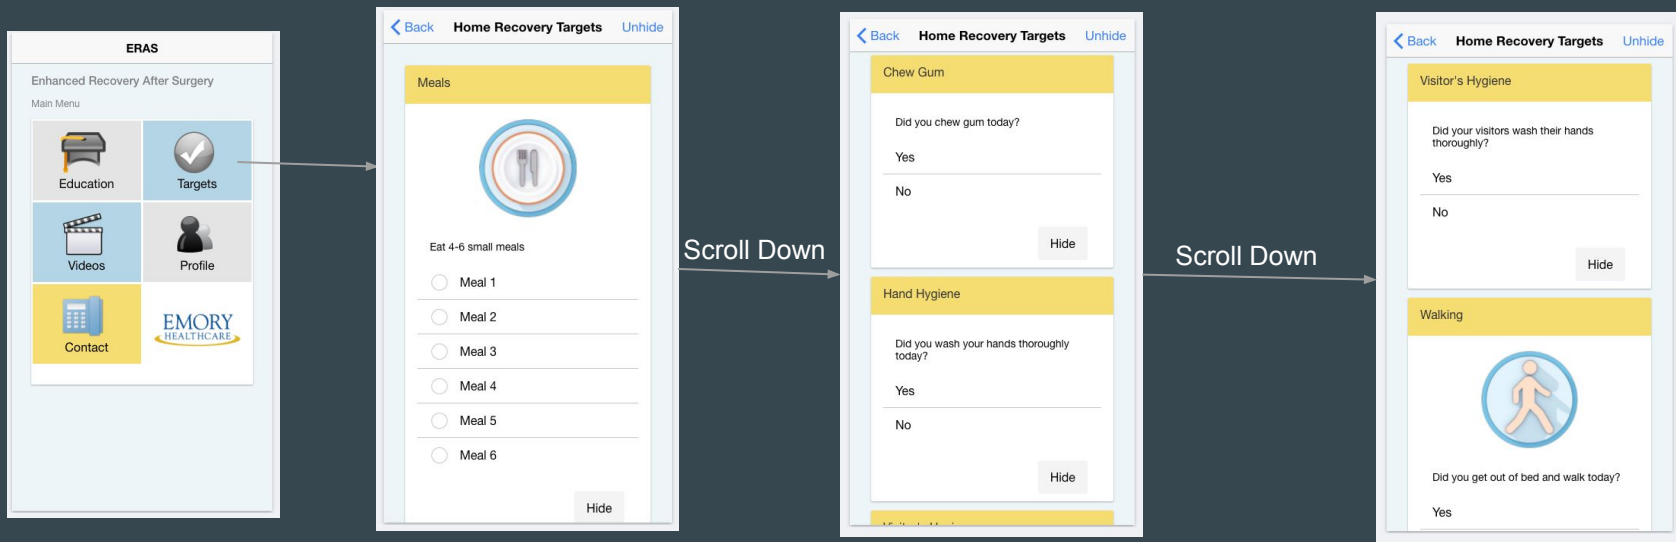 ERAS
Enhanced Recovery After Surgery
Main Menu
Education
Targets
Videos
Profile
Contact
EMORY
HEALTHCARE
Back
Home Recovery Targets
Unhide
Meals
Eat 4-6 small meals
Meal 1
Meal 2
Meal 3
Meal 4
Meal 5
Meal 6
Hide
Scroll Down
Back
Home Recovery Targets
Unhide
Chew Gum
Did you chew gum today?
Yes
No
Hide
Hand Hygiene
Did you wash your hands thoroughly
today?
Yes
No
Hide
Scroll Down
Back
Home Recovery Targets
Unhide
Visitor's Hygiene
Did your visitors wash their hands
thoroughly?
Yes
No
Hide
Walking
Did you get out of bed and walk today?
Yes